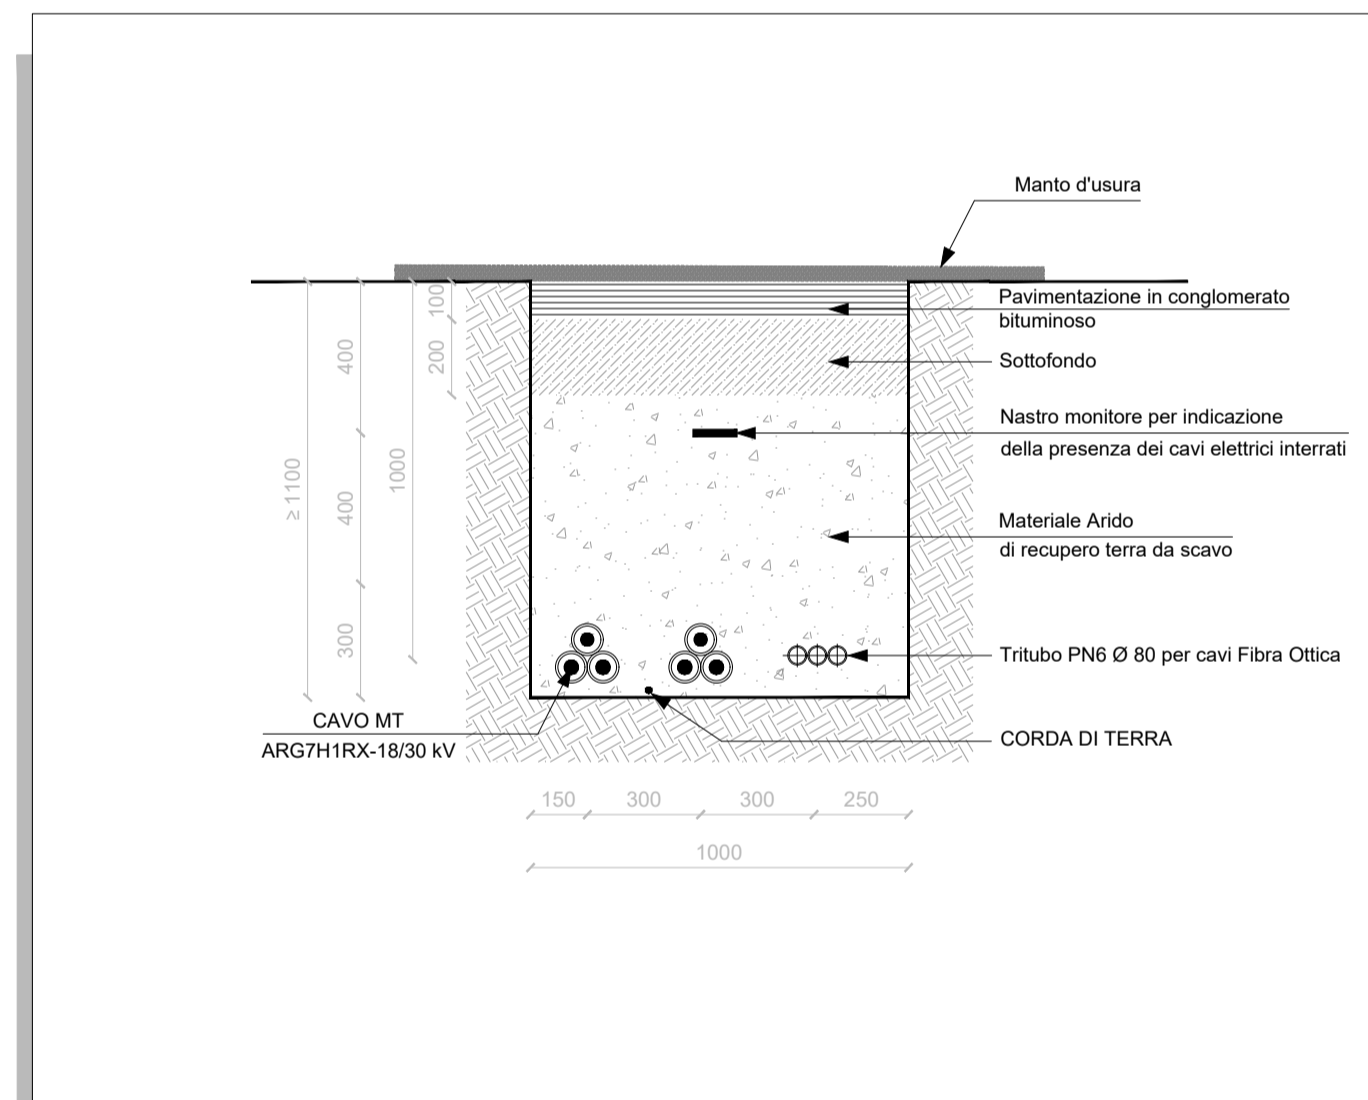 Manto d'usura
Pavimentazione in conglomerato
bituminoso
Sottofondo
Nastro monitore per indicazione
della presenza dei cavi elettrici interrati
Materiale Arido
di recupero terra da scavo
Tritubo PN6 Ø 80 per cavi Fibra Ottica
CORDA DI TERRA
CAVO MT
ARG7H1RX-18/30 kV
≥ 1100
400
400
300
1000
100
200
150
300
300
250
1000